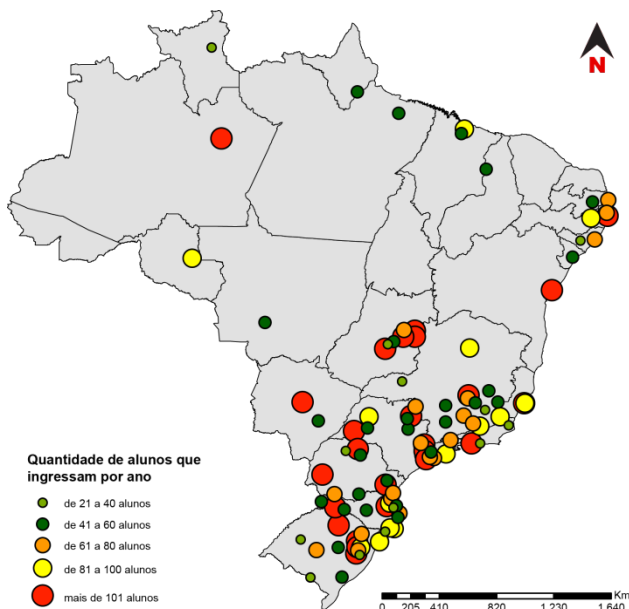 N
Quantidade de alunos que
ingressam por ano
de 21 a 40 alunos
de 41 a 60 alunos
de 61 a 80 alunos
de 81 a 100 alunos
mais de 101 alunos
Km
0 205 410 820 1.230 1.640